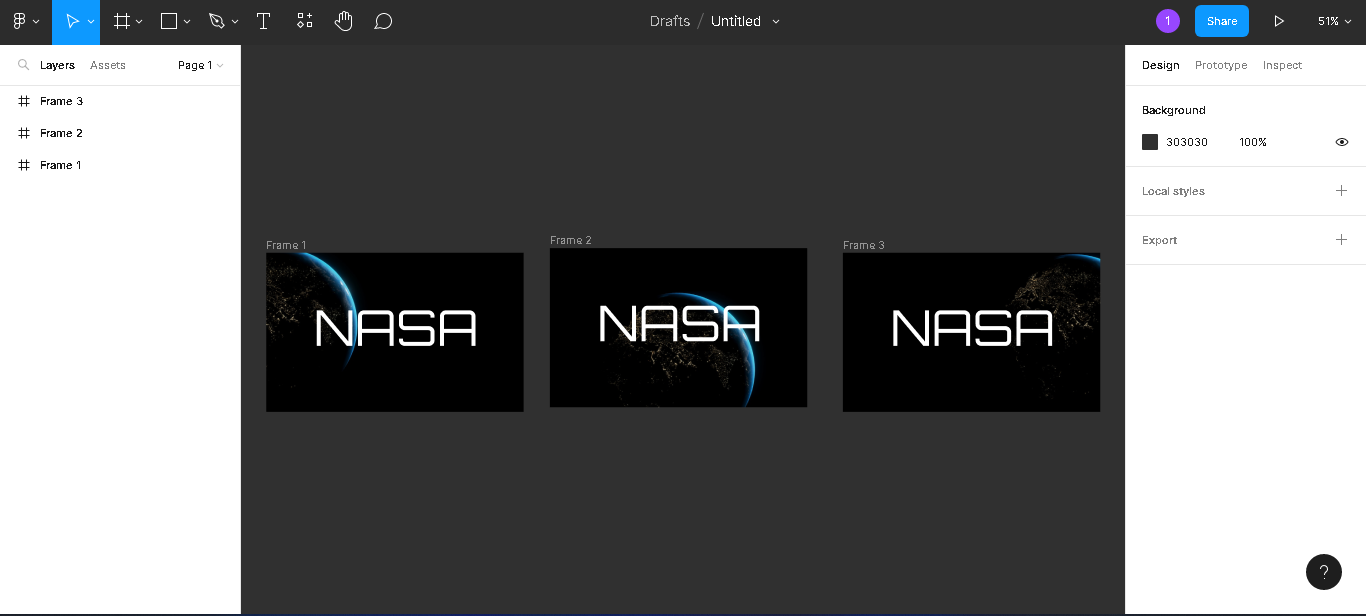 Drafts / Untitled
1
Share
51%
Layers Assets Page 1
Frame 3
Frame 2
Frame 1
Frame 1
NASA
Frame 2
NASA
Frame 3
NASA
Design Prototype Inspect
Background
303030 100%
Local styles
Export
?